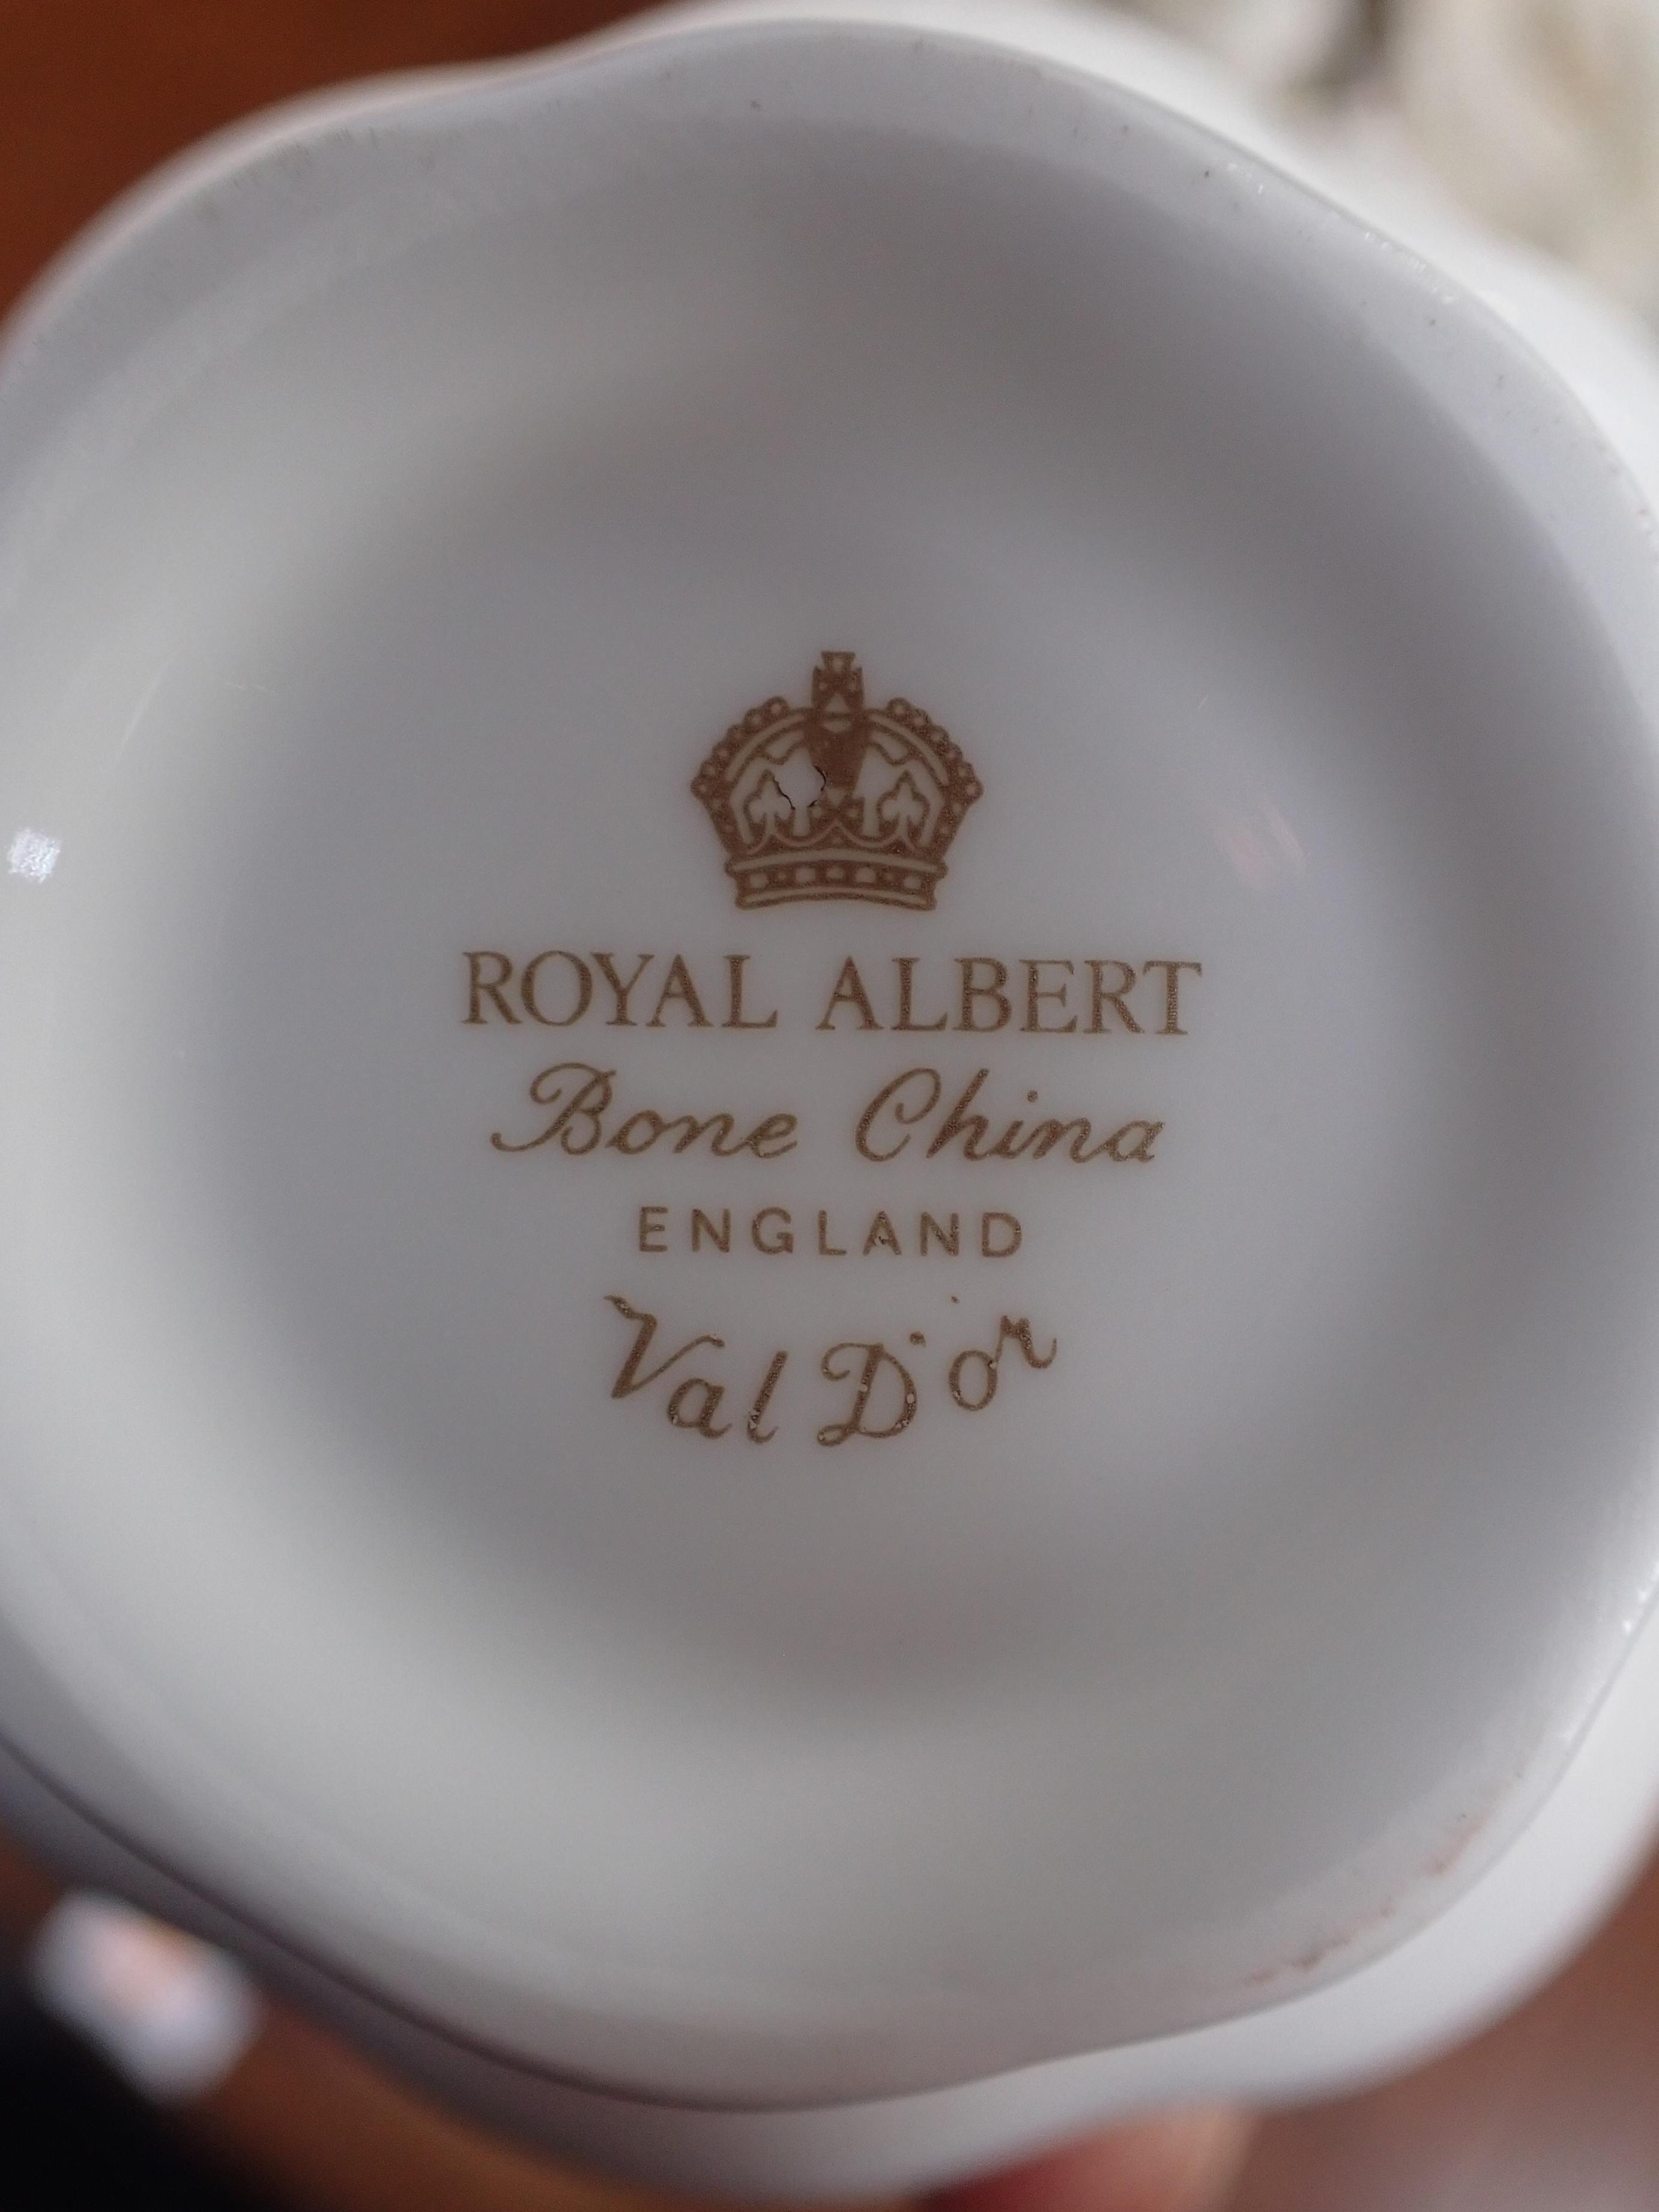 ROYAL ALBERT
Bone China
ENGLAND
Val D'or